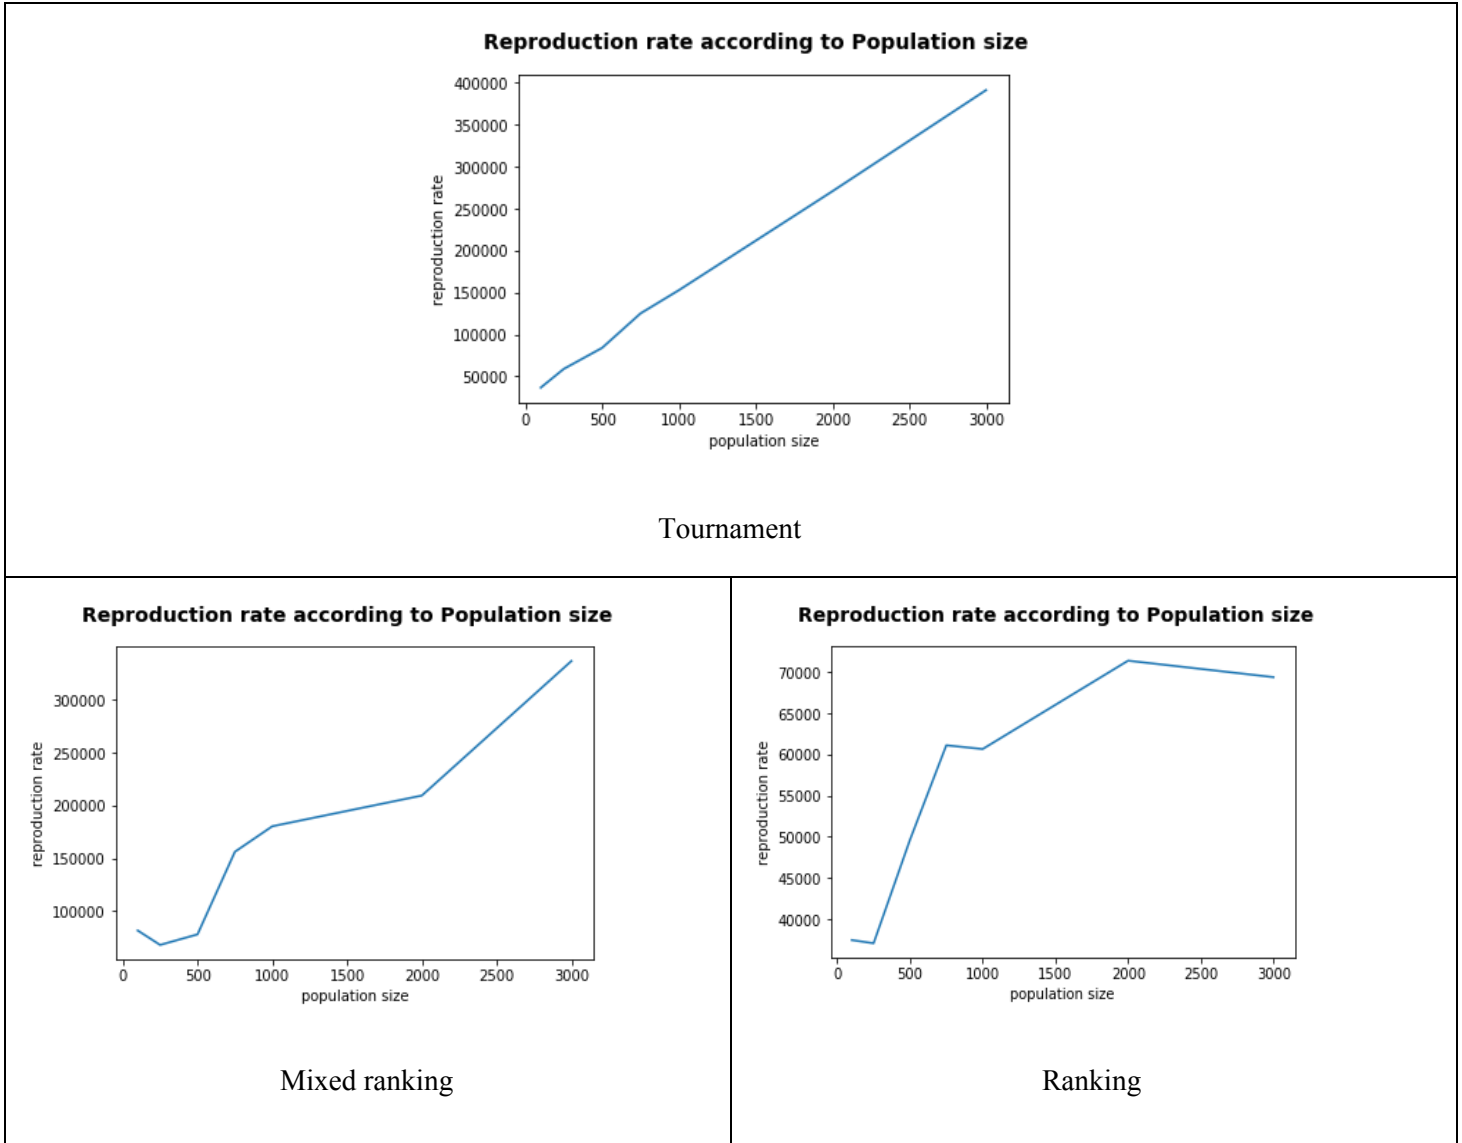 Reproduction rate according to Population size
400000
350000
300000
250000
200000
150000
100000
50000
reproduction rate
0 500 1000 1500 2000 2500 3000
population size
Tournament
Reproduction rate according to Population size
300000
250000
200000
150000
100000
reproduction rate
0 500 1000 1500 2000 2500 3000
population size
Mixed ranking
Reproduction rate according to Population size
70000
65000
60000
55000
50000
45000
40000
reproduction rate
0 500 1000 1500 2000 2500 3000
population size
Ranking